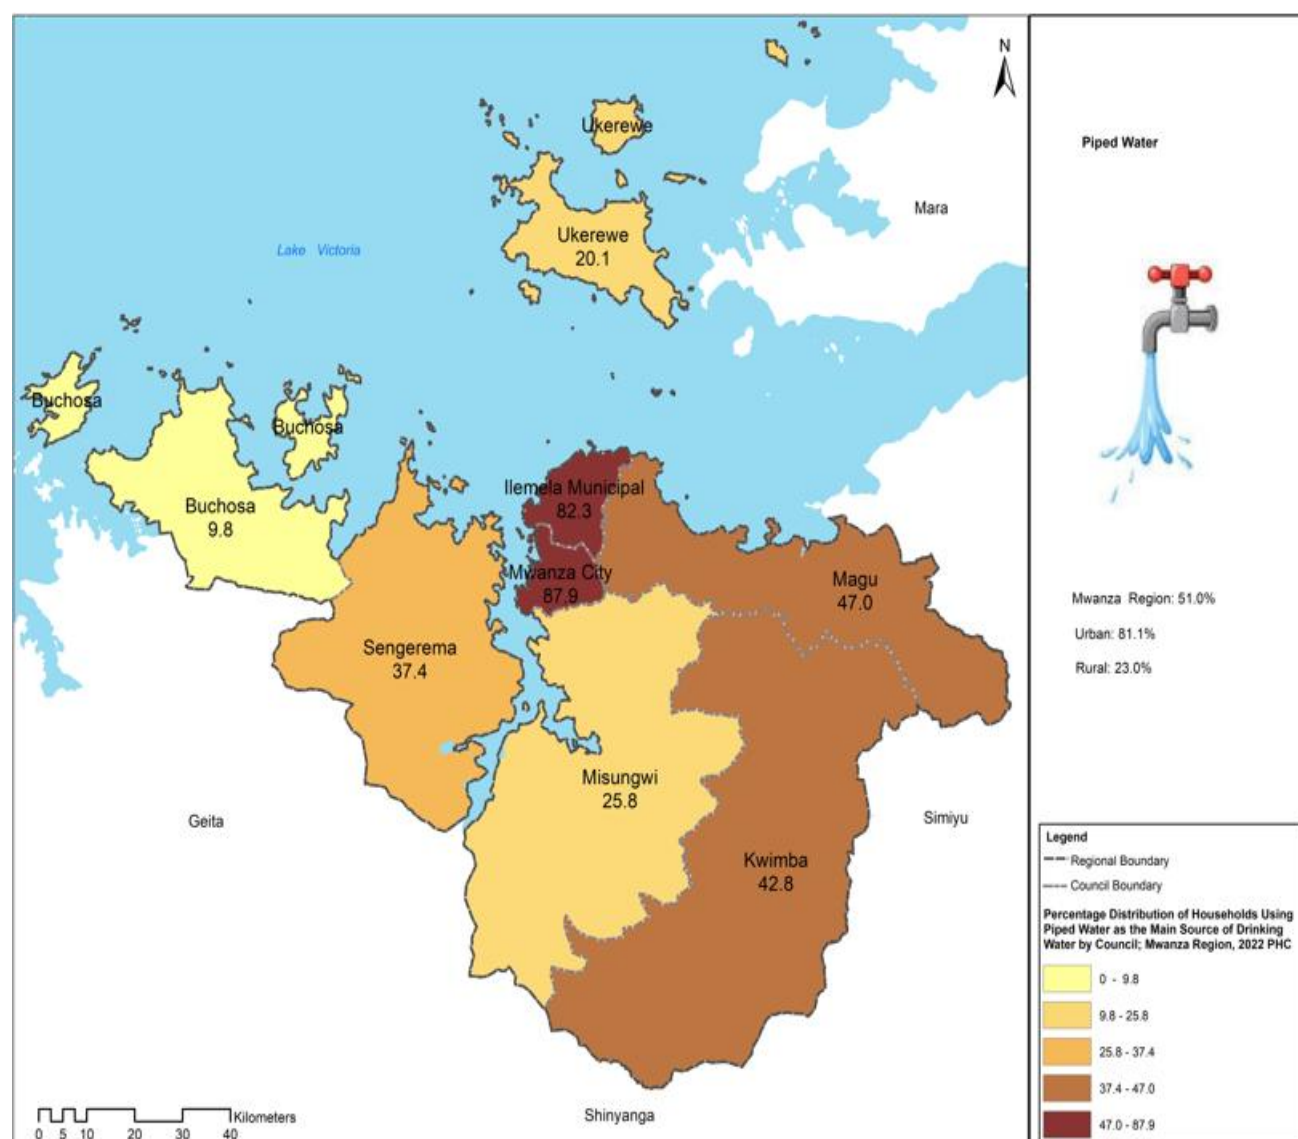 N
Ukerewe
Piped Water
Mara
Ukerewe
20.1
Lake Victoria
Buchosa
Buchosa
Ilemela Municipal
82.3
Buchosa
9.8
Mwanza City
87.9
Magu
47.0
Mwanza Region: 51.0%
Urban: 81.1%
Rural: 23.0%
Sengerema
37.4
Misungwi
25.8
Geita
Simiyu
Kwimba
42.8
Shinyanga
Legend
Regional Boundary
Council Boundary
Percentage Distribution of Households Using
Piped Water as the Main Source of Drinking
Water by Council; Mwanza Region, 2022 PHC
0 - 9.8
9.8 - 25.8
25.8 - 37.4
37.4 - 47.0
47.0 - 87.9
Kilometers
0 5 10 20 30 40